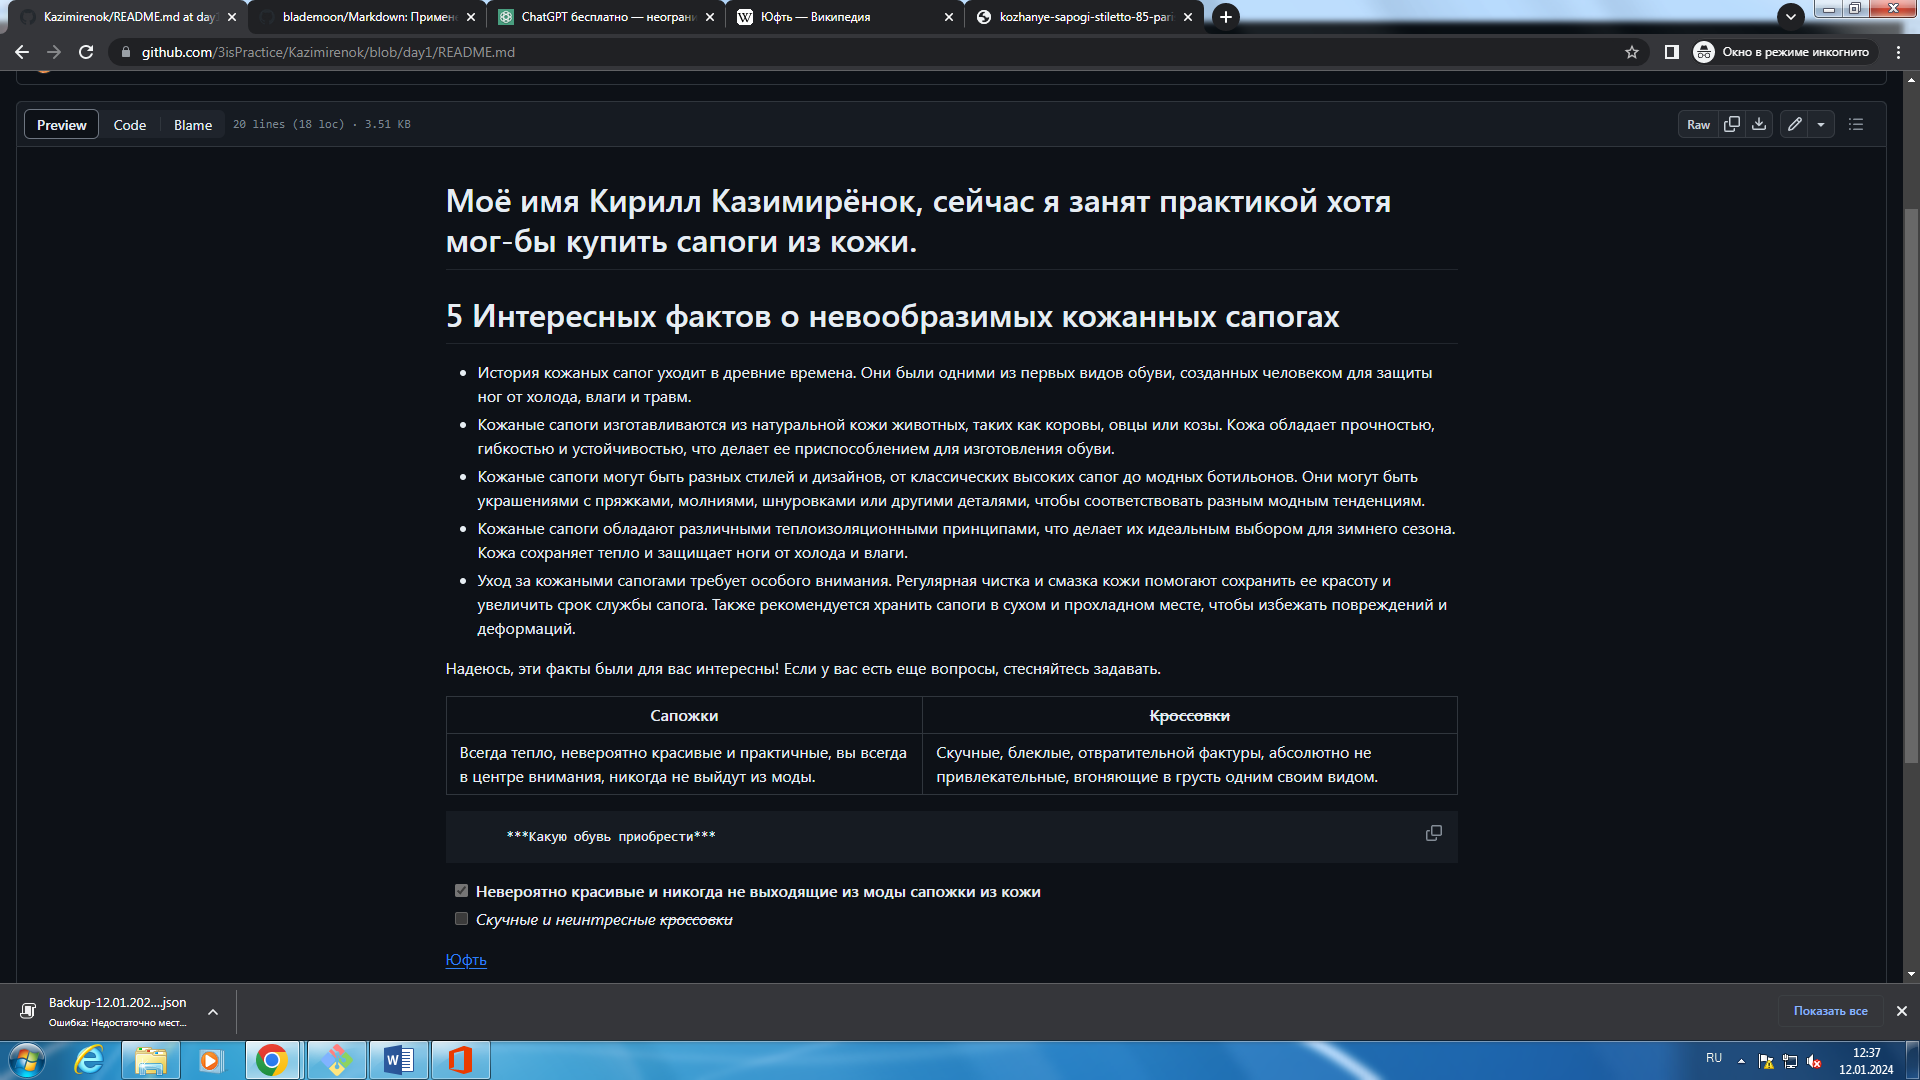 Kazimirenok/README.md at day
blademoon/Markdown: Примене
ChatGPT бесплатно — неограни
Юфть — Википедия
kozhanye-sapogi-stiletto-85-pari
github.com/3isPractice/Kazimirenok/blob/day1/README.md
Окно в режиме инкогнито
Preview
Code
Blame
20 lines (18 loc) · 3.51 KB
Raw
Моё имя Кирилл Казимирёнок, сейчас я занят практикой хотя
мог-бы купить сапоги из кожи.
5 Интересных фактов о невообразимых кожанных сапогах
История кожаных сапог уходит в древние времена. Они были одними из первых видов обуви, созданных человеком для защиты
ног от холода, влаги и травм.
Кожаные сапоги изготавливаются из натуральной кожи животных, таких как коровы, овцы или козы. Кожа обладает прочностью,
гибкостью и устойчивостью, что делает ее приспособлением для изготовления обуви.
Кожаные сапоги могут быть разных стилей и дизайнов, от классических высоких сапог до модных ботильонов. Они могут быть
украшениями с пряжками, молниями, шнуровками или другими деталями, чтобы соответствовать разным модным тенденциям.
Кожаные сапоги обладают различными теплоизоляционными принципами, что делает их идеальным выбором для зимнего сезона.
Кожа сохраняет тепло и защищает ноги от холода и влаги.
Уход за кожаными сапогами требует особого внимания. Регулярная чистка и смазка кожи помогают сохранить ее красоту и
увеличить срок службы сапога. Также рекомендуется хранить сапоги в сухом и прохладном месте, чтобы избежать повреждений и
деформаций.
Надеюсь, эти факты были для вас интересны! Если у вас есть еще вопросы, стесняйтесь задавать.
Сапожки
Кроссовки
Всегда тепло, невероятно красивые и практичные, вы всегда
в центре внимания, никогда не выйдут из моды.
Скучные, блеклые, отвратительной фактуры, абсолютно не
привлекательные, вгоняющие в грусть одним своим видом.
***Какую обувь приобрести***
Невероятно красивые и никогда не выходящие из моды сапожки из кожи
Скучные и неинтресные кроссовки
Юфть
Backup-12.01.202....json
Ошибка: Недостаточно мест...
Показать все
RU
12:37
12.01.2024